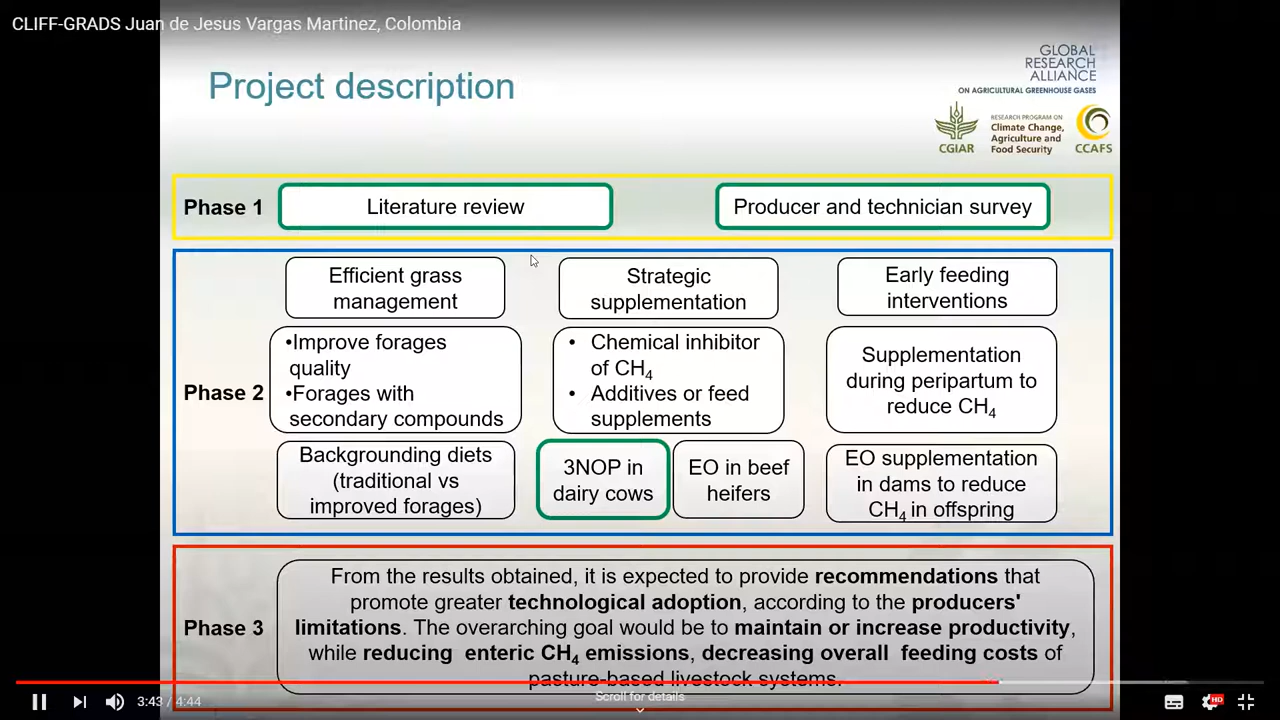 CLIFF-GRADS Juan de Jesus Vargas Martinez, Colombia
Project description
GLOBAL
RESEARCH
ALLIANCE
ON AGRICULTURAL GREENHOUSE GASES
CGIAR
RESEARCH PROGRAM ON
Climate Change,
Agriculture and
Food Security
CCAFS
Phase 1
Literature review
Producer and technician survey
Phase 2
Efficient grass
management
Strategic
supplementation
Early feeding
interventions
•Improve forages
quality
•Forages with
secondary compounds
• Chemical inhibitor
of CH₄
• Additives or feed
supplements
Supplementation
during peripartum to
reduce CH₄
Backgrounding diets
(traditional vs
improved forages)
3NOP in
dairy cows
EO in beef
heifers
EO supplementation
in dams to reduce
CH₄ in offspring
Phase 3
From the results obtained, it is expected to provide recommendations that
promote greater technological adoption, according to the producers'
limitations. The overarching goal would be to maintain or increase productivity,
while reducing enteric CH₄ emissions, decreasing overall feeding costs of
pasture-based livestock systems.
Scroll for details
3:43 / 4:44
HD